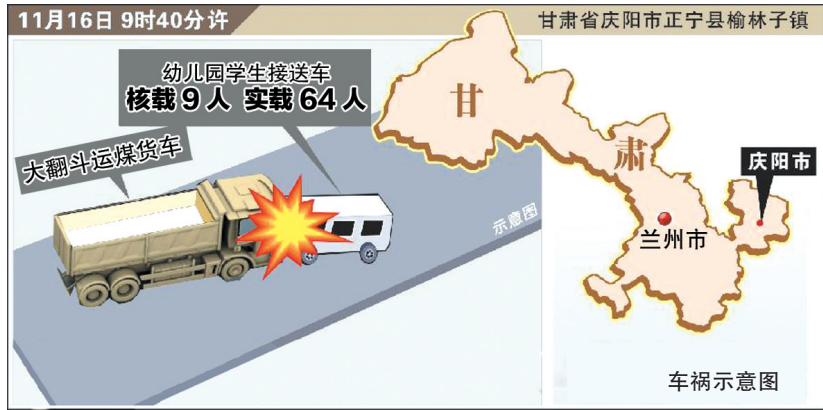 11月16日 9时40分许
甘肃省庆阳市正宁县榆林子镇
幼儿园学生接送车
核载9人 实载64人
大翻斗运煤货车
示意图
甘
肃
庆阳市
兰州市
车祸示意图